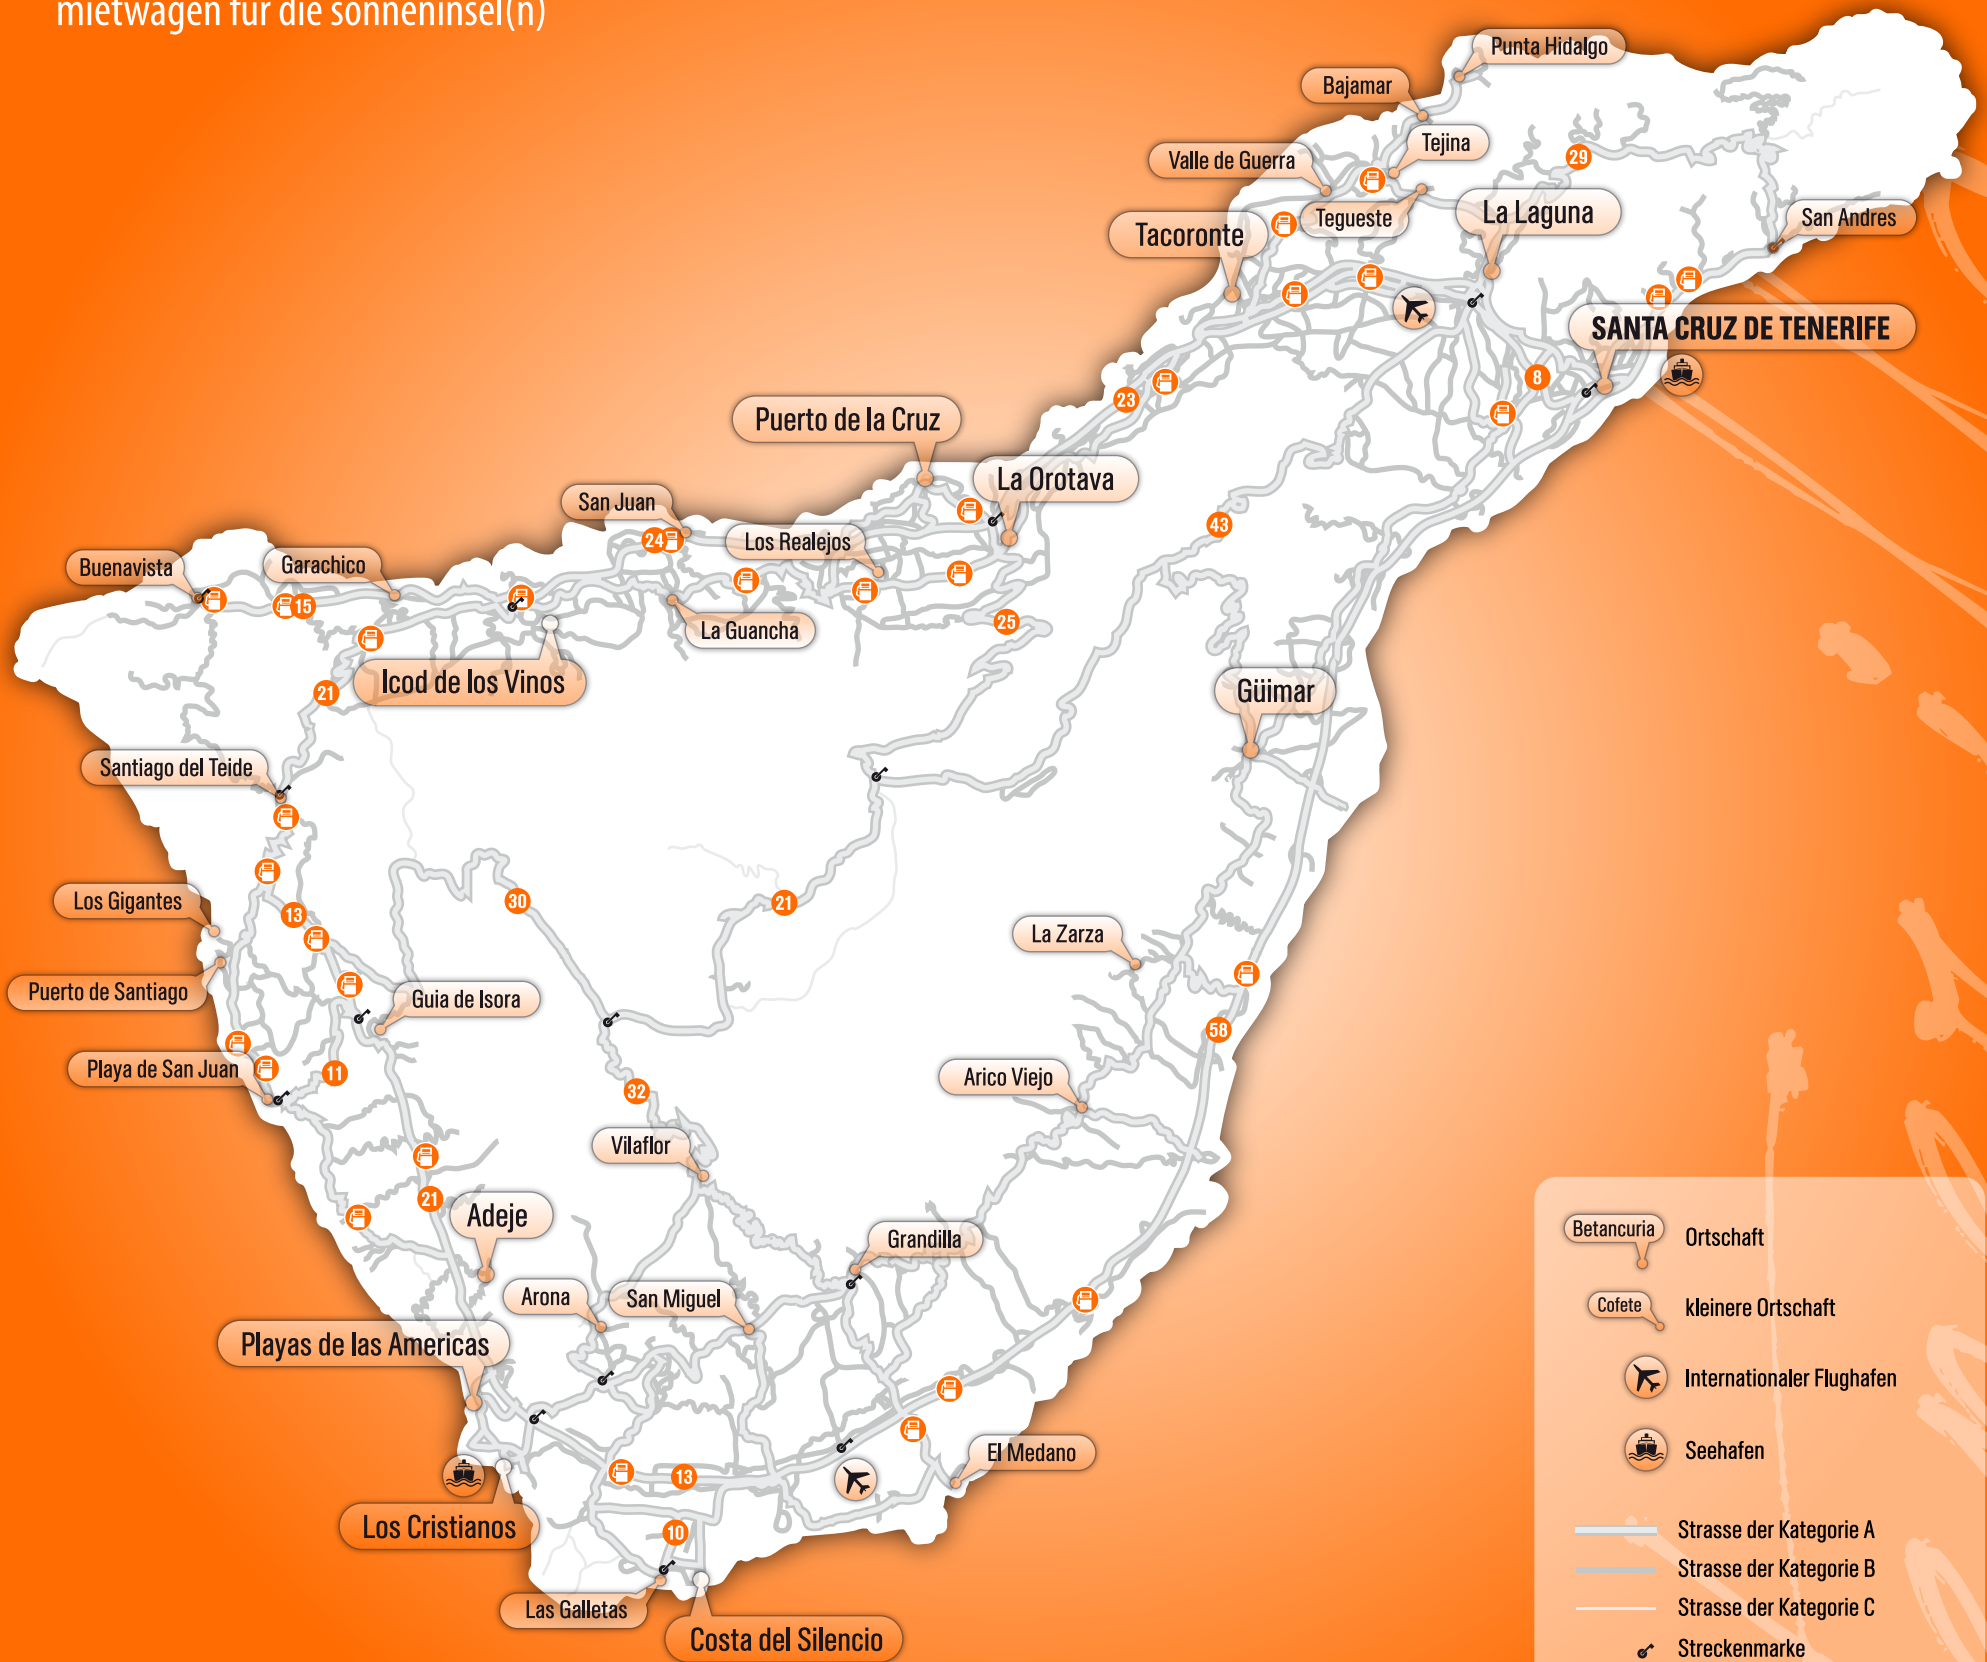 mietwagen für die sonneninsel(n)
Punta Hidalgo
Bajamar
Tejina
Valle de Guerra
29
Tegueste
La Laguna
San Andres
Tacoronte
SANTA CRUZ DE TENERIFE
8
23
Puerto de la Cruz
La Orotava
San Juan
24
Los Realejos
43
Buenavista
Garachico
15
La Guancha
25
Icod de los Vinos
21
Güimar
Santiago del Teide
Los Gigantes
13
30
21
La Zarza
Puerto de Santiago
Guia de Isora
58
Playa de San Juan
11
32
Arico Viejo
Vilaflor
21
Adeje
Grandilla
Arona
San Miguel
Playas de las Americas
El Medano
13
Los Cristianos
10
Las Galletas
Costa del Silencio
Betancuria
Ortschaft
Cofete
kleinere Ortschaft
Internationaler Flughafen
Seehafen
Strasse der Kategorie A
Strasse der Kategorie B
Strasse der Kategorie C
Streckenmarke